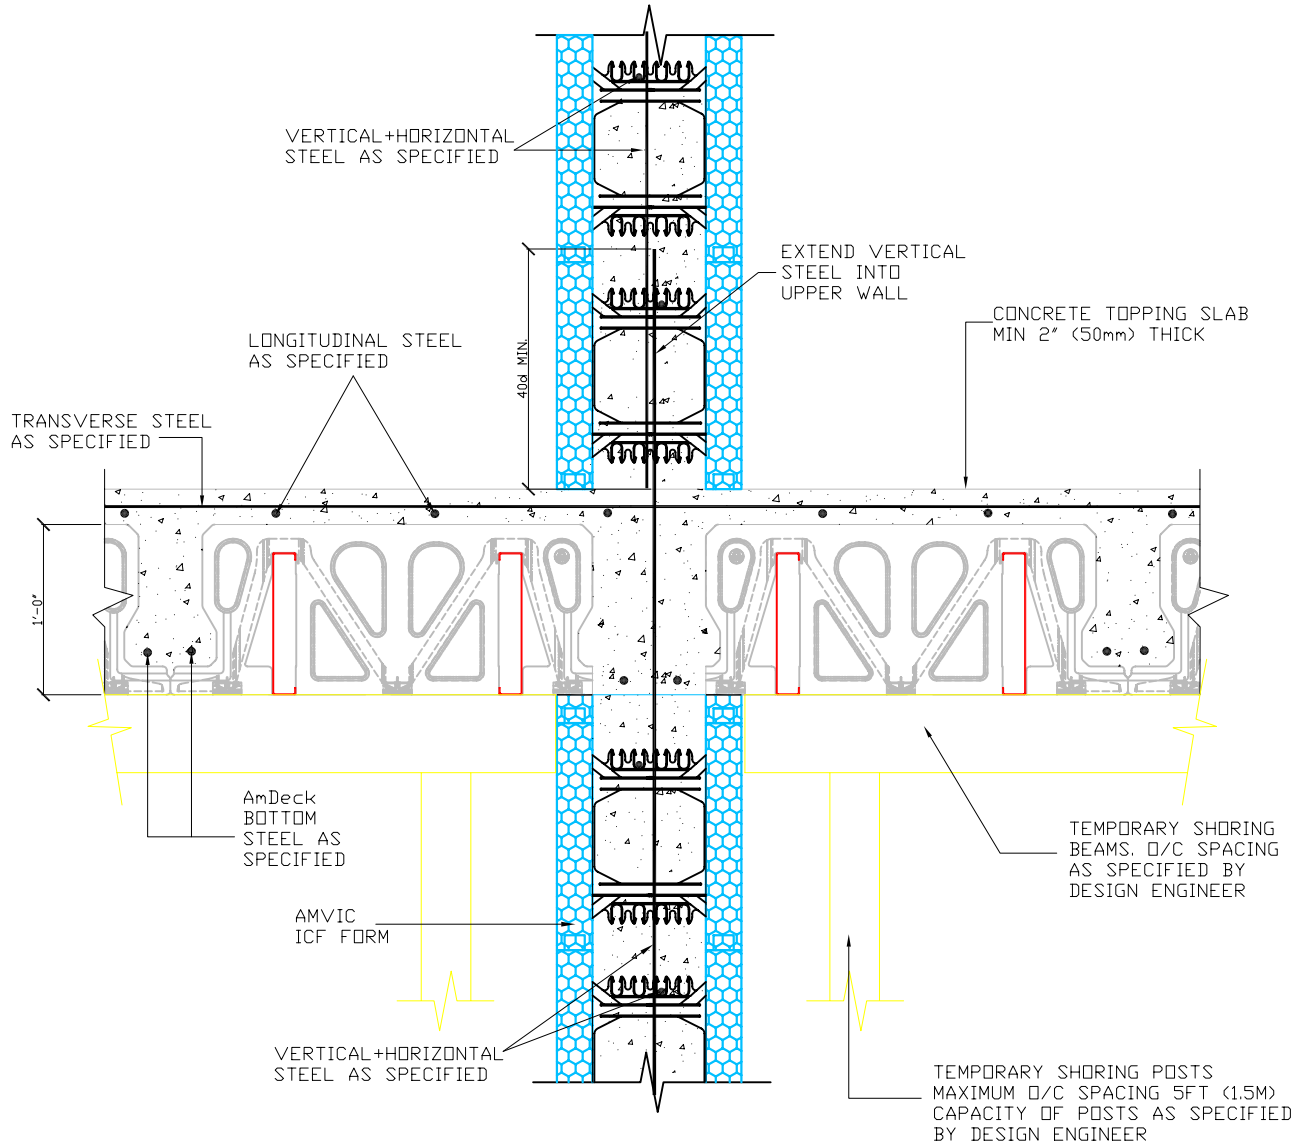 VERTICAL+HORIZONTAL
STEEL AS SPECIFIED
EXTEND VERTICAL
STEEL INTO
UPPER WALL
CONCRETE TOPPING SLAB
MIN 2" (50mm) THICK
LONGITUDINAL STEEL
AS SPECIFIED
40d MIN.
TRANSVERSE STEEL
AS SPECIFIED
1'-0"
AmDeck
BOTTOM
STEEL AS
SPECIFIED
TEMPORARY SHORING
BEAMS. O/C SPACING
AS SPECIFIED BY
DESIGN ENGINEER
AMVIC
ICF FORM
VERTICAL+HORIZONTAL
STEEL AS SPECIFIED
TEMPORARY SHORING POSTS
MAXIMUM O/C SPACING 5FT (1.5M)
CAPACITY OF POSTS AS SPECIFIED
BY DESIGN ENGINEER